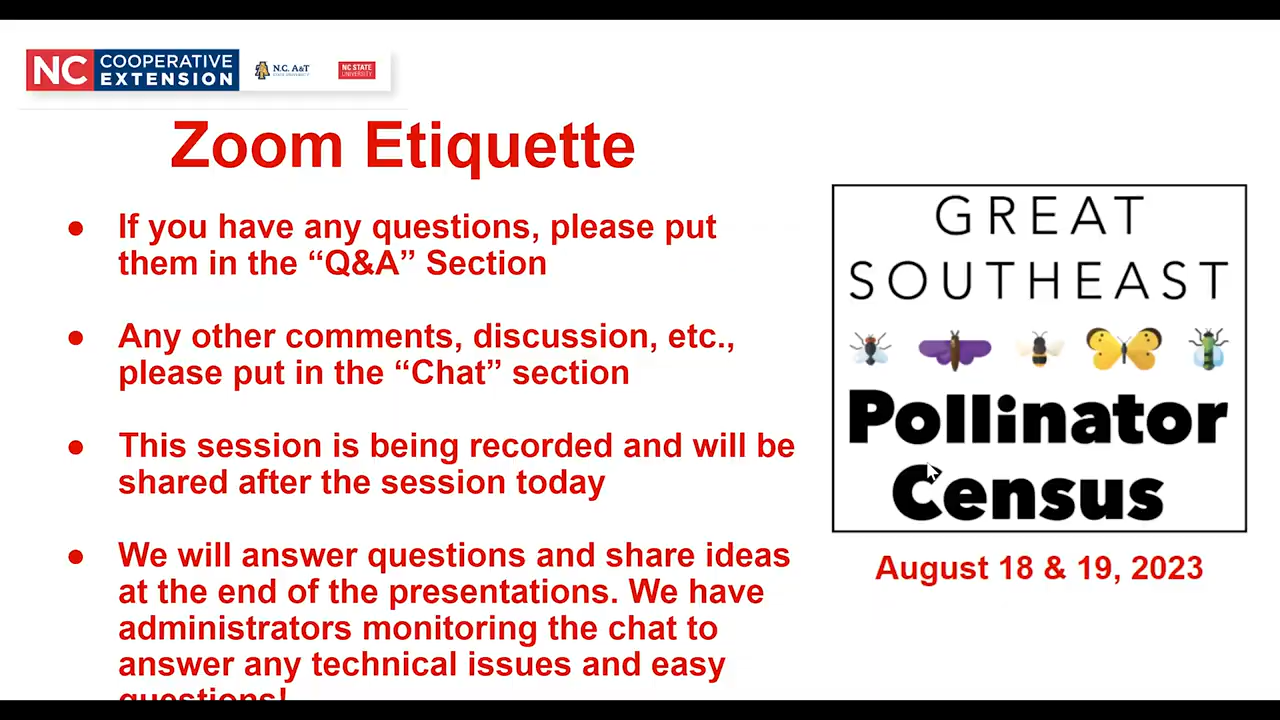 NC COOPERATIVE
EXTENSION
N.C. A&T
STATE UNIVERSITY
NC STATE
UNIVERSITY
Zoom Etiquette
● If you have any questions, please put
them in the “Q&A” Section
● Any other comments, discussion, etc.,
please put in the “Chat” section
● This session is being recorded and will be
shared after the session today
● We will answer questions and share ideas
at the end of the presentations. We have
administrators monitoring the chat to
answer any technical issues and easy
questions!
GREAT
SOUTHEAST
Pollinator
Census
August 18 & 19, 2023